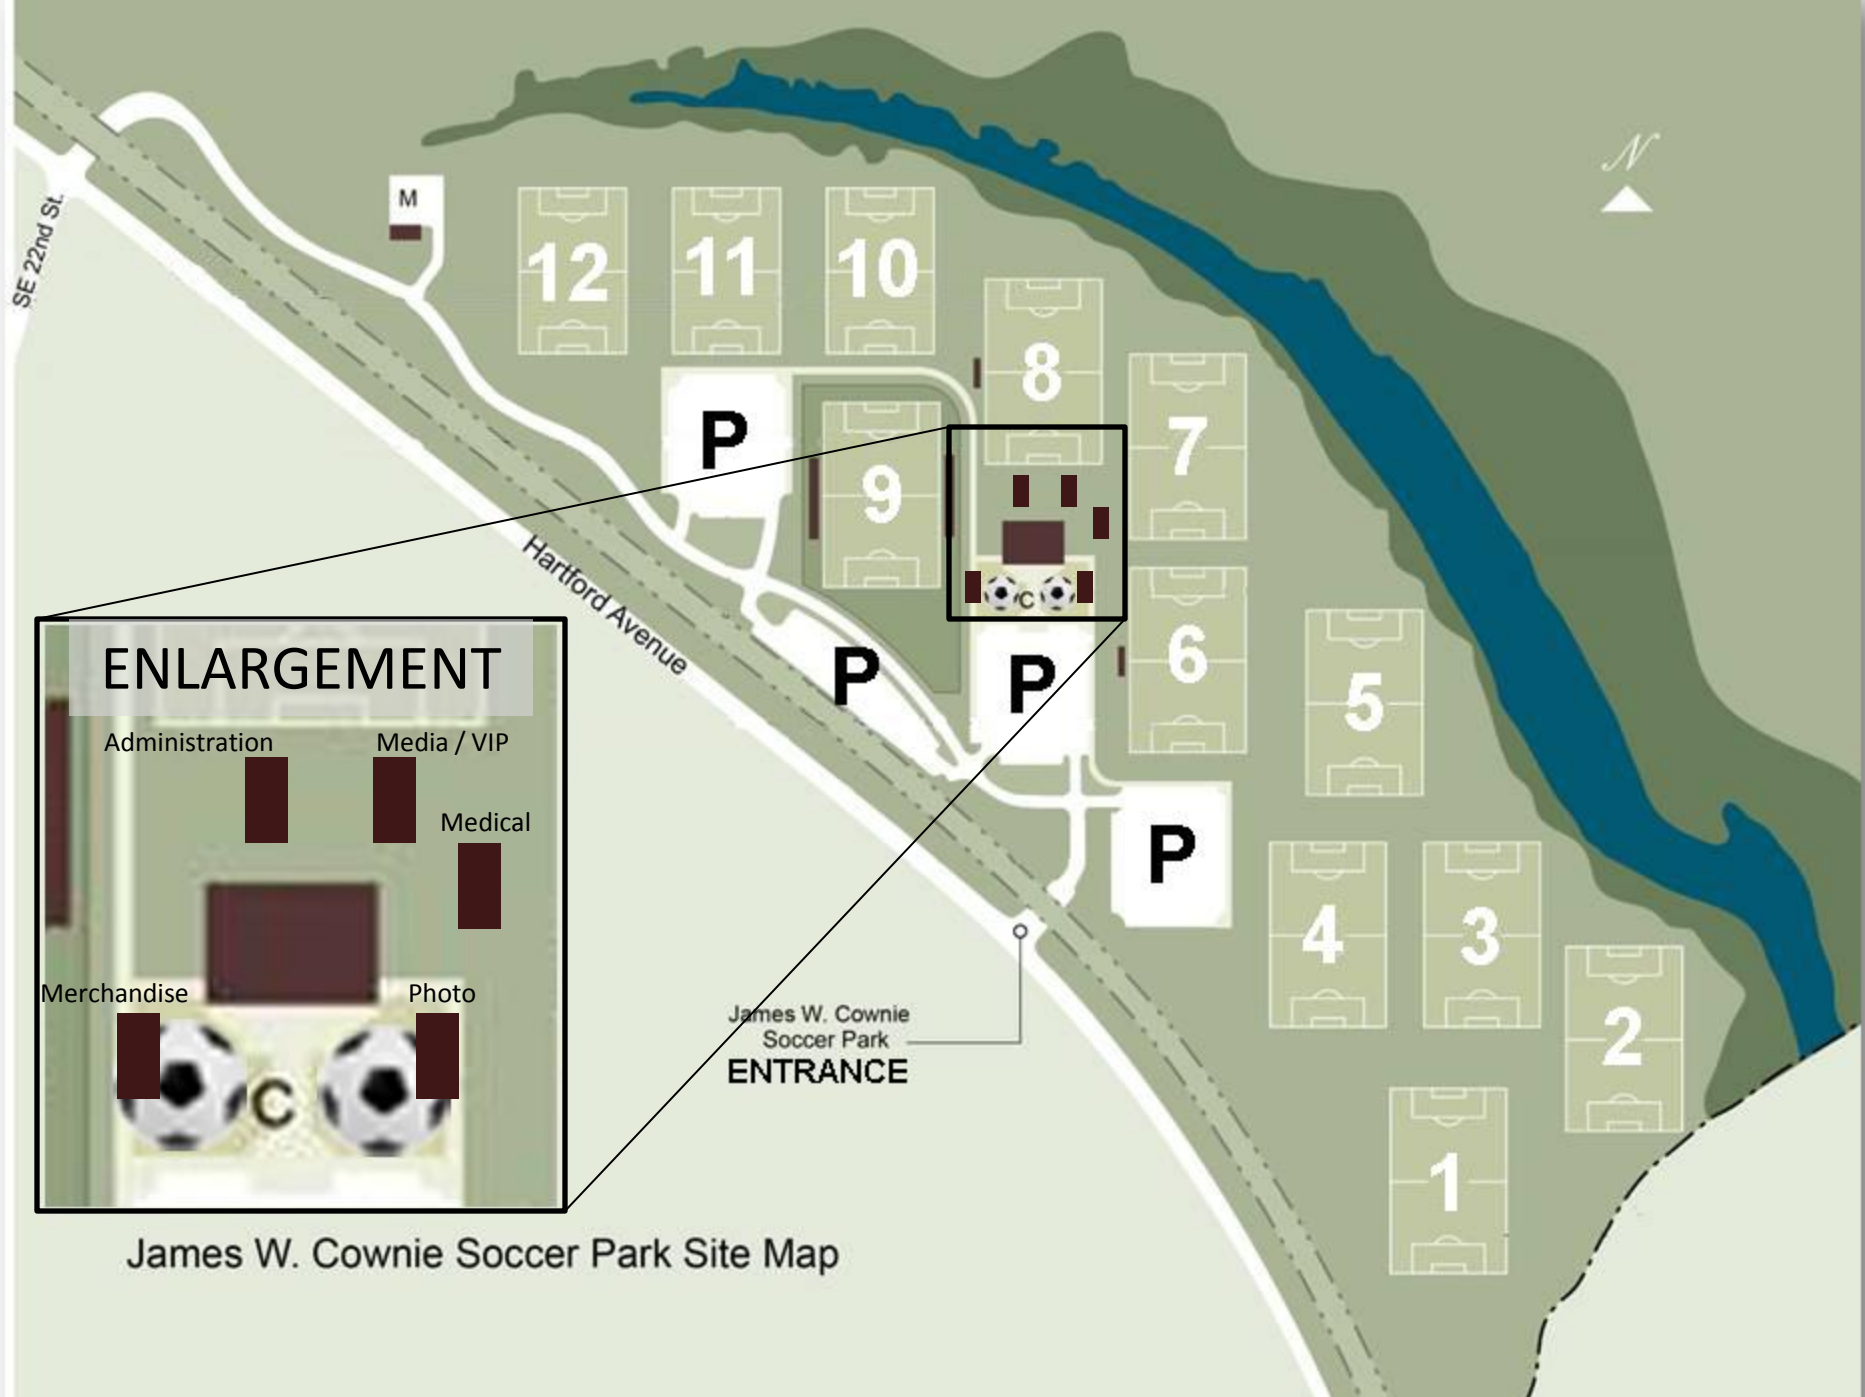 N
M
SE 22nd St.
12
11
10
8
7
P
9
C
Hartford Avenue
6
P
P
5
ENLARGEMENT
Administration
Media / VIP
Medical
Merchandise
Photo
C
P
4
3
2
James W. Cownie
Soccer Park
ENTRANCE
1
James W. Cownie Soccer Park Site Map